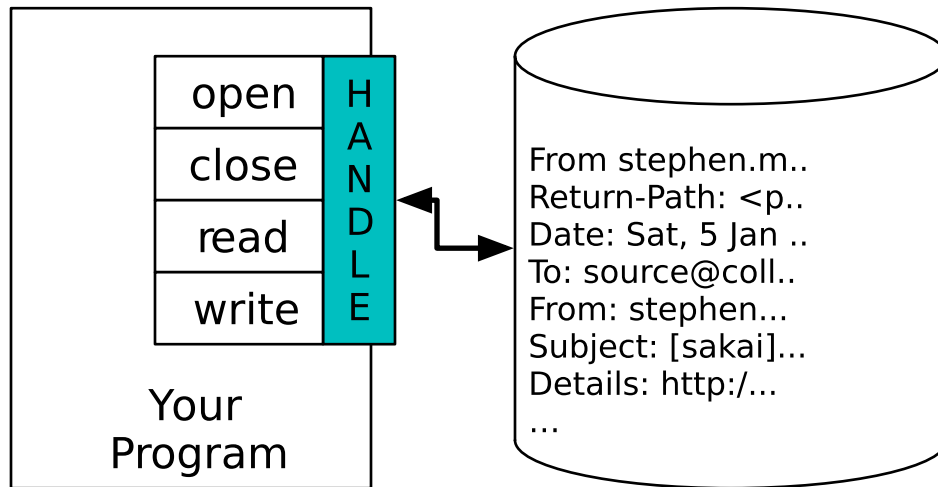 open
close
read
write
HANDLE
Your
Program
From stephen.m..
Return-Path: <p..
Date: Sat, 5 Jan ..
To: source@coll..
From: stephen...
Subject: [sakai]...
Details: http:/...
...